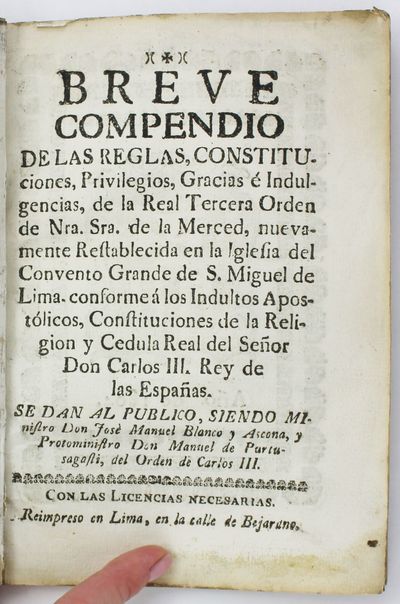 BREVE
COMPENDIO
DE LAS REGLAS, CONSTITU-
ciones, Privilegios, Gracias é Indul-
gencias, de la Real Tercera Orden
de Nra. Sra. de la Merced, nueva-
mente Restablecida en la Iglesia del
Convento Grande de S. Miguel de
Lima. conforme á los Indultos Apos-
tólicos, Constituciones de la Reli-
gion y Cedula Real del Señor
Don Carlos III. Rey de
las Españas.
SE DAN AL PUBLICO, SIENDO MI-
nistro Don Josè Manuel Blanco y Ascona, y
Protoministro Don Manuel de Purtu-
sagasti, del Orden de Carlos III.
CON LAS LICENCIAS NECESARIAS.
Reimpreso en Lima, en la calle de Bejarano,